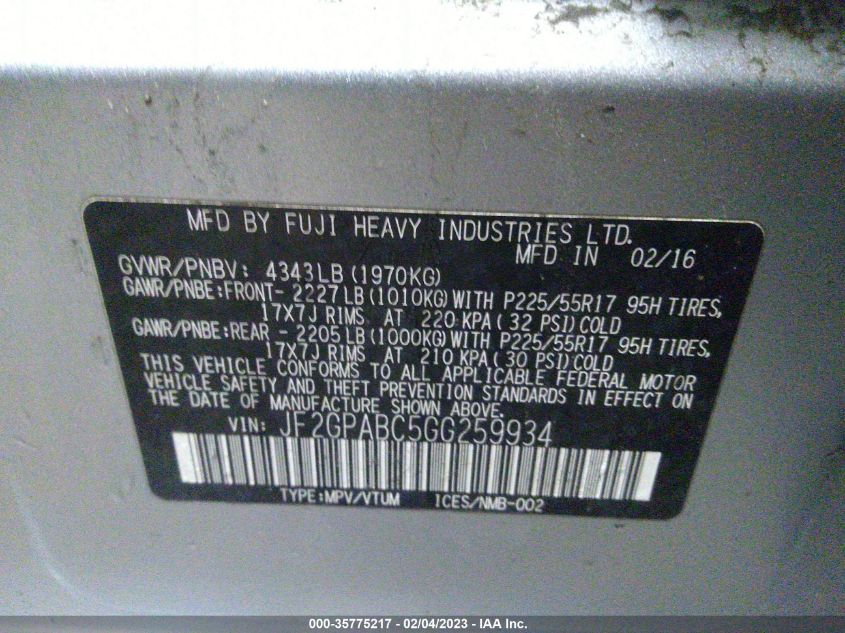 MFD BY FUJI HEAVY INDUSTRIES LTD.
MFD IN 02/16
GVWR/PNBV: 4343LB(1970KG)
GAWR/PNBE:FRONT- 2227LB(1010KG)WITH P225/55R17 95H TIRES,
17X7J RIMS AT 220 KPA(32 PSI)COLD
GAWR/PNBE:REAR - 2205LB(1000KG)WITH P225/55R17 95H TIRES,
17X7J RIMS AT 210 KPA(30 PSI)COLD
THIS VEHICLE CONFORMS TO ALL APPLICABLE FEDERAL MOTOR
VEHICLE SAFETY AND THEFT PREVENTION STANDARDS IN EFFECT ON
THE DATE OF MANUFACTURE SHOWN ABOVE.
VIN: JF2GPABC5GG259934
TYPE:MPV/VTUM ICES/NMB-002
000-35775217 - 02/04/2023 - IAA Inc.